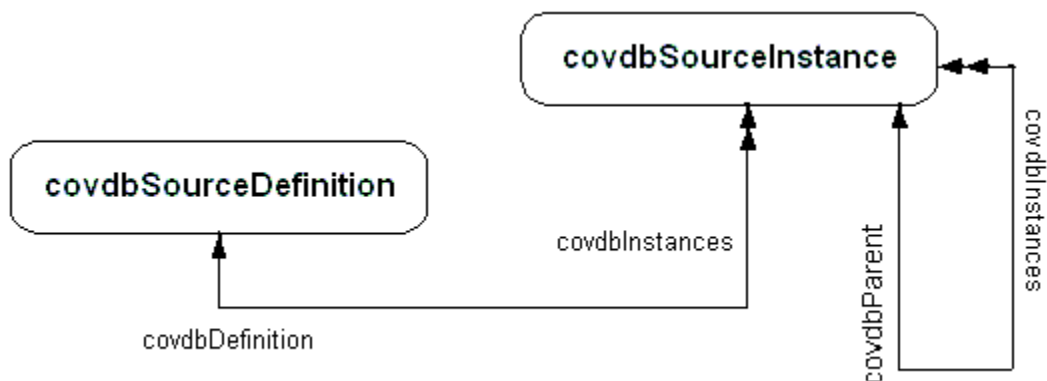 covdbSourceInstance
covdbSourceDefinition
covdbInstances
covdbInstances
covdbParent
covdbDefinition